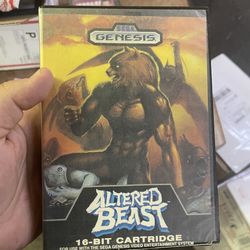 SEGA
GENESIS
ALTERED
BEAST
16-BIT CARTRIDGE
FOR USE WITH THE SEGA GENESIS VIDEO ENTERTAINMENT SYSTEM